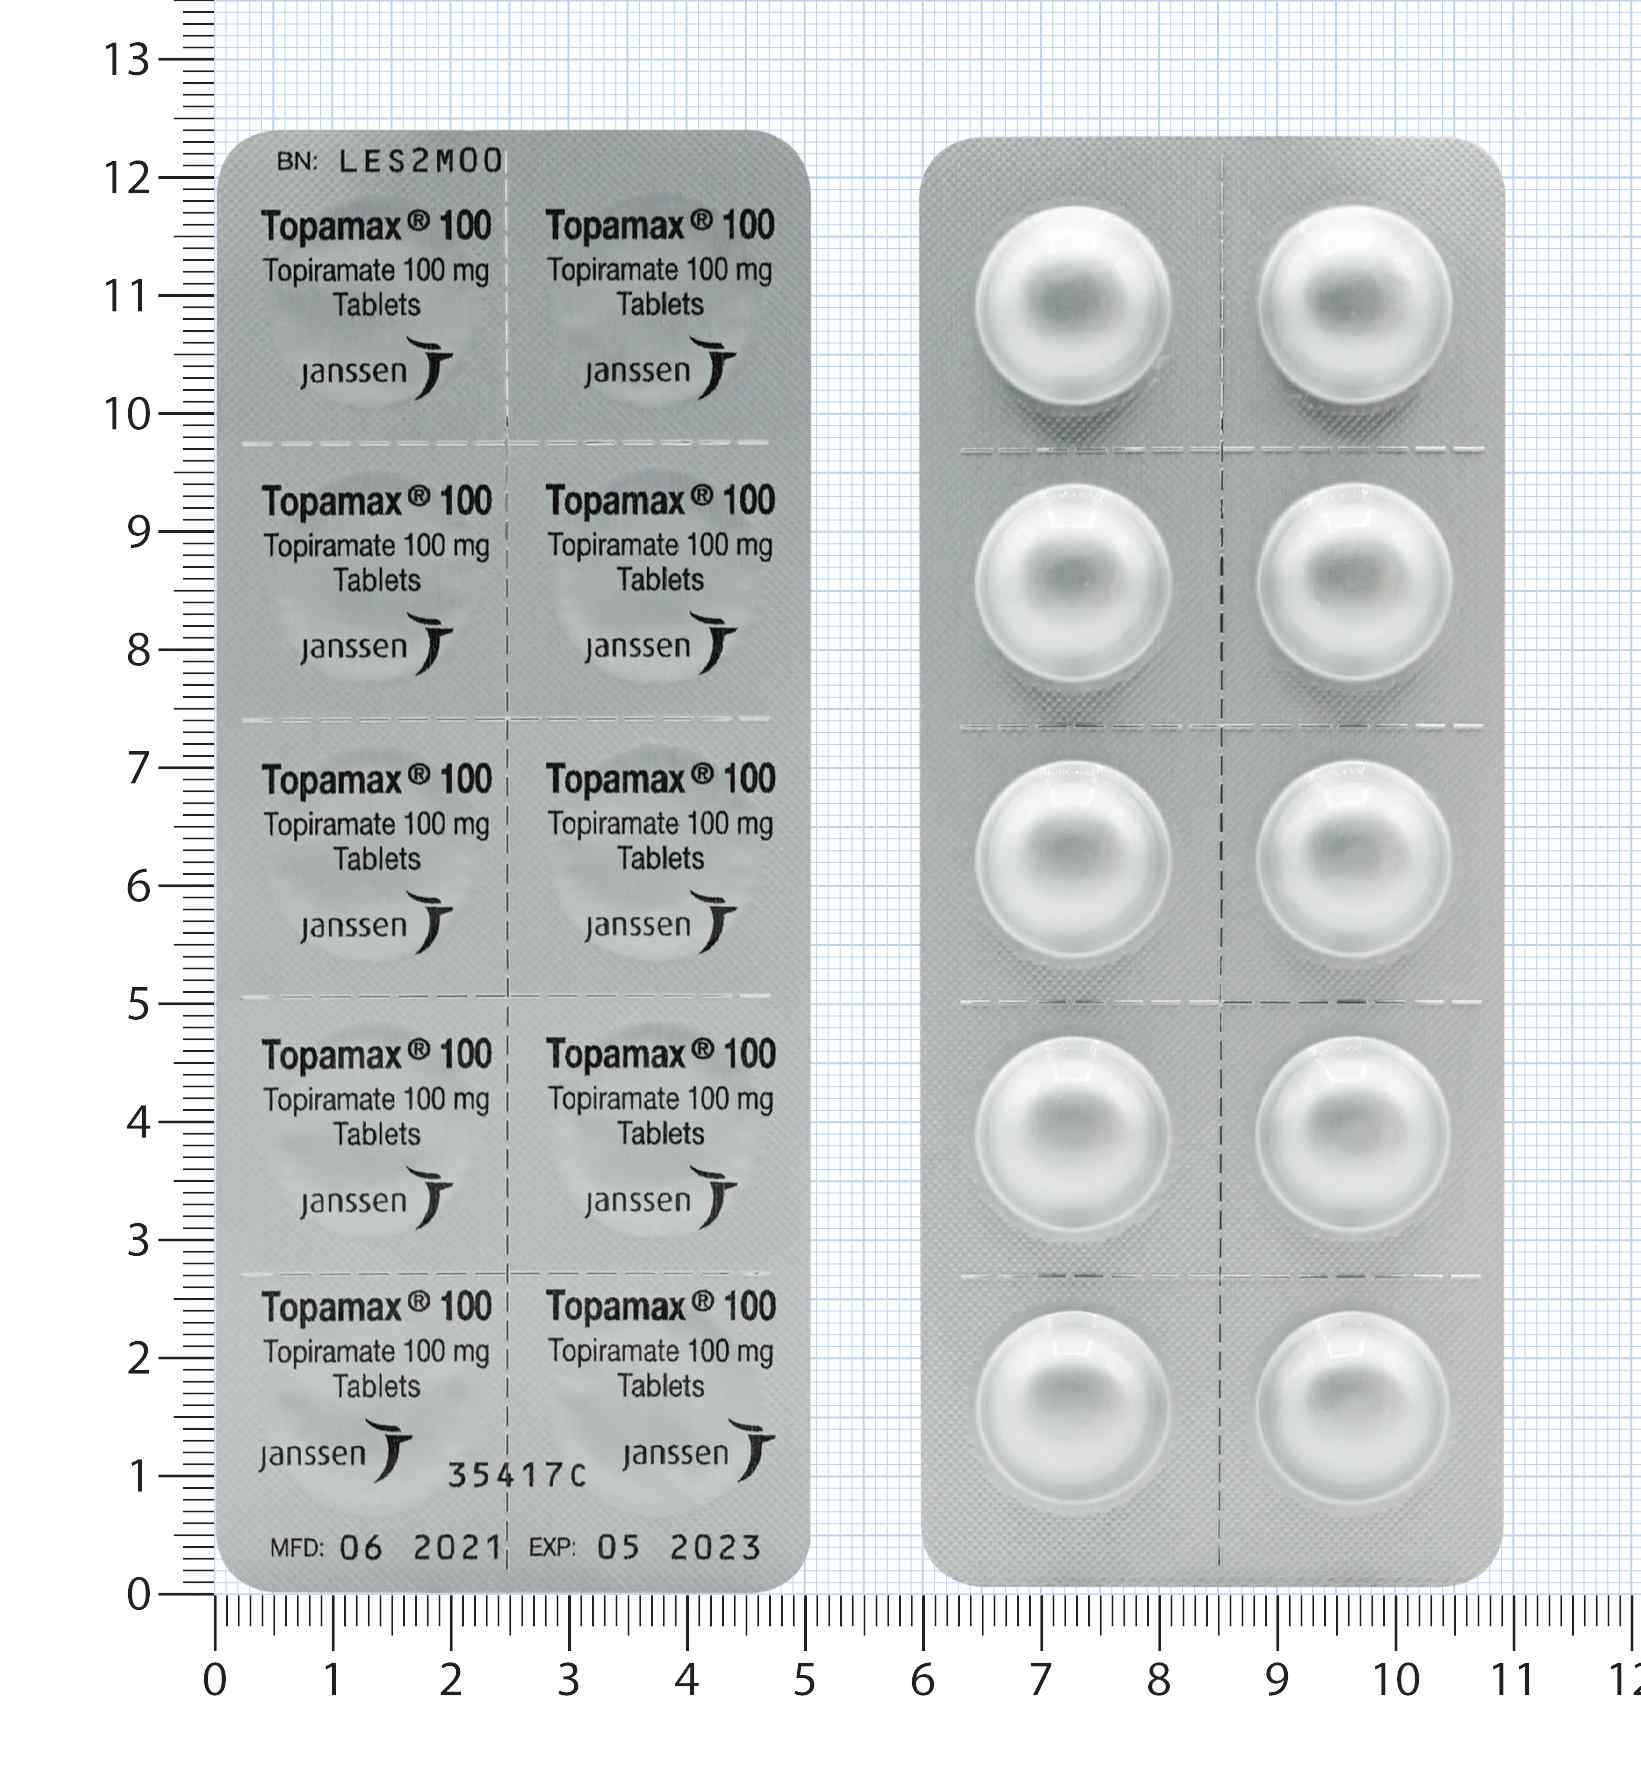 13
12
11
10
9
8
7
6
5
4
3
2
1
0
BN: LES2M00
Topamax® 100 Topamax® 100
Topiramate 100 mg Topiramate 100 mg
Tablets Tablets
janssen janssen
Topamax® 100 Topamax® 100
Topiramate 100 mg Topiramate 100 mg
Tablets Tablets
janssen janssen
Topamax® 100 Topamax® 100
Topiramate 100 mg Topiramate 100 mg
Tablets Tablets
janssen janssen
Topamax® 100 Topamax® 100
Topiramate 100 mg Topiramate 100 mg
Tablets Tablets
janssen janssen
Topamax® 100 Topamax® 100
Topiramate 100 mg Topiramate 100 mg
Tablets Tablets
janssen janssen
35417C
MFD: 06 2021 EXP: 05 2023
0 1 2 3 4 5 6 7 8 9 10 11 12